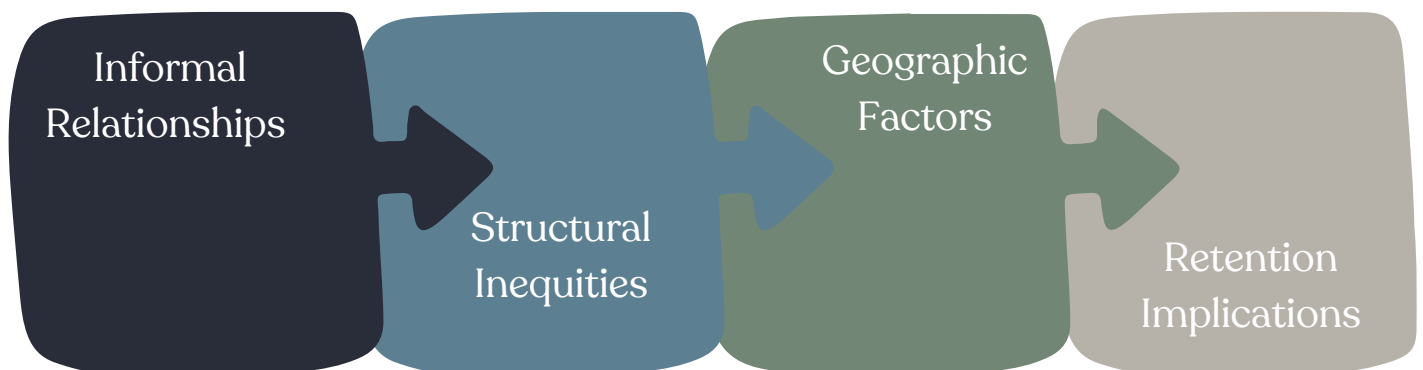 Informal
Relationships
Structural
Inequities
Geographic
Factors
Retention
Implications